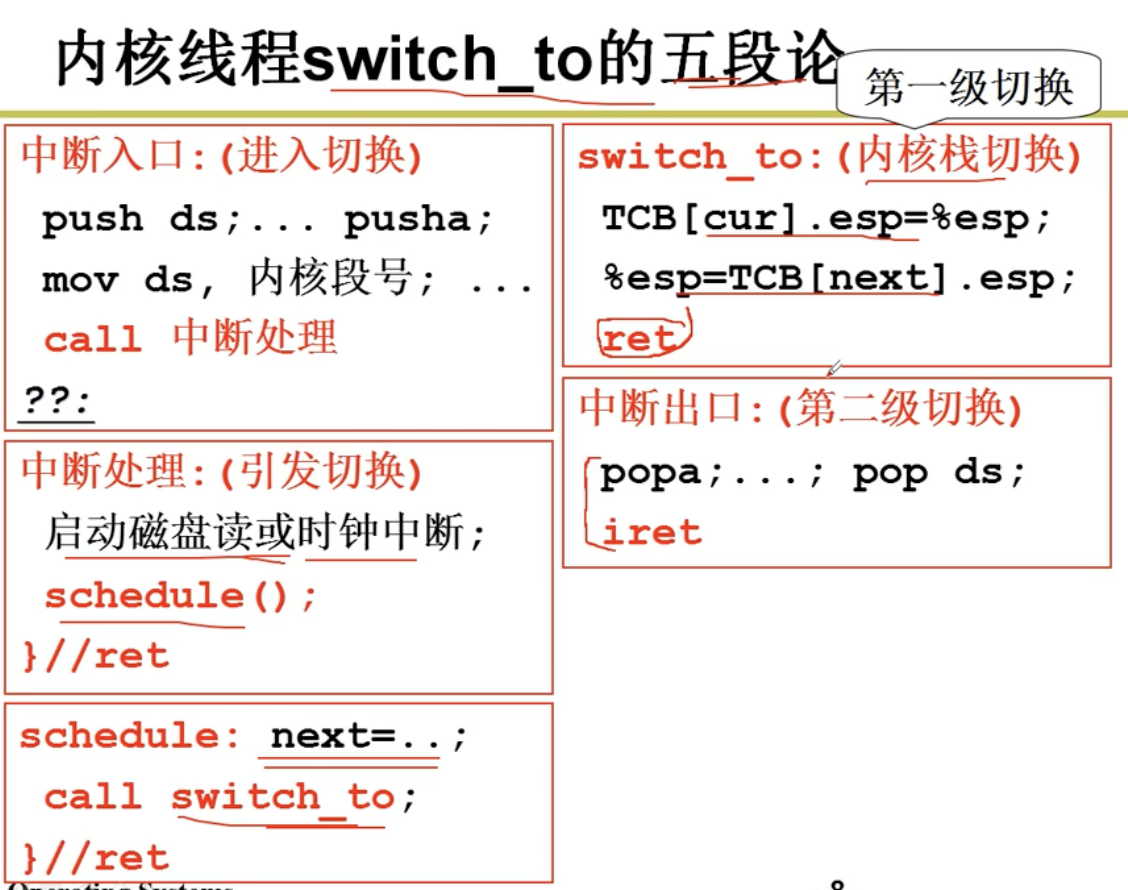 内核线程switch_to的五段论
第一级切换
中断入口:(进入切换)
push ds;... pusha;
mov ds, 内核段号; ...
call 中断处理
??:
中断处理:(引发切换)
启动磁盘读或时钟中断;
schedule();
}//ret
schedule: next=..;
call switch_to;
}//ret
switch_to:(内核栈切换)
TCB[cur].esp=%esp;
%esp=TCB[next].esp;
ret
中断出口:(第二级切换)
popa;...; pop ds;
iret
Operating Systems
8